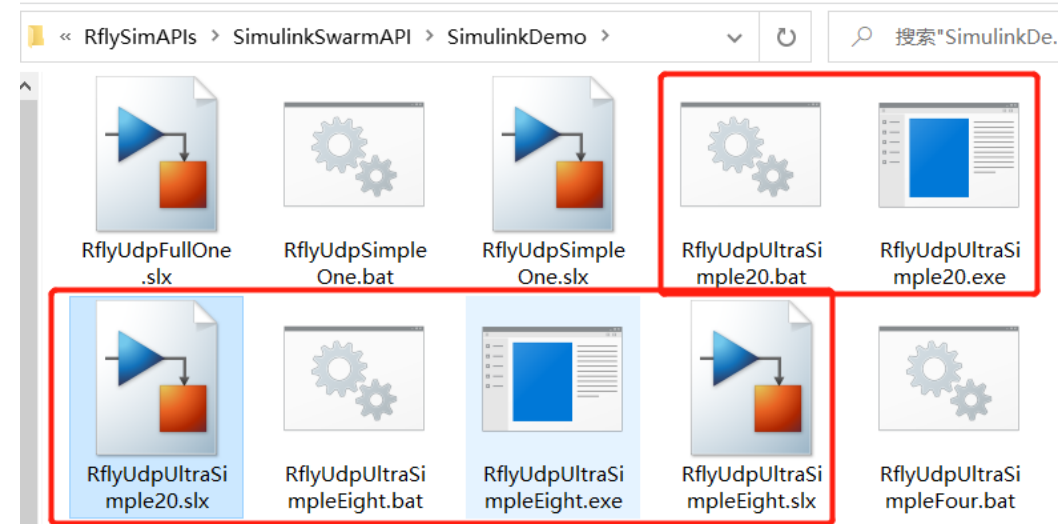 « RflySimAPIs > SimulinkSwarmAPI > SimulinkDemo >
搜索"SimulinkDe...
RflyUdpFullOne
.slx
RflyUdpSimple
One.bat
RflyUdpSimple
One.slx
RflyUdpUltraSi
mple20.bat
RflyUdpUltraSi
mple20.exe
RflyUdpUltraSi
mple20.slx
RflyUdpUltraSi
mpleEight.bat
RflyUdpUltraSi
mpleEight.exe
RflyUdpUltraSi
mpleEight.slx
RflyUdpUltraSi
mpleFour.bat